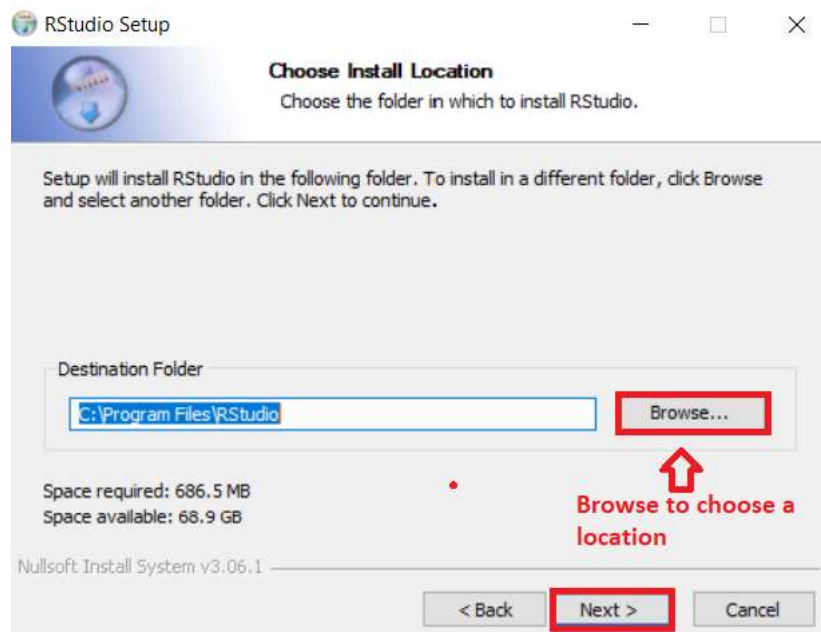 RStudio Setup
Choose Install Location
Choose the folder in which to install RStudio.
Setup will install RStudio in the following folder. To install in a different folder, click Browse
and select another folder. Click Next to continue.
Destination Folder
C:\Program Files\RStudio
Browse...
Space required: 686.5 MB
Space available: 68.9 GB
Browse to choose a
location
Nullsoft Install System v3.06.1
< Back
Next >
Cancel